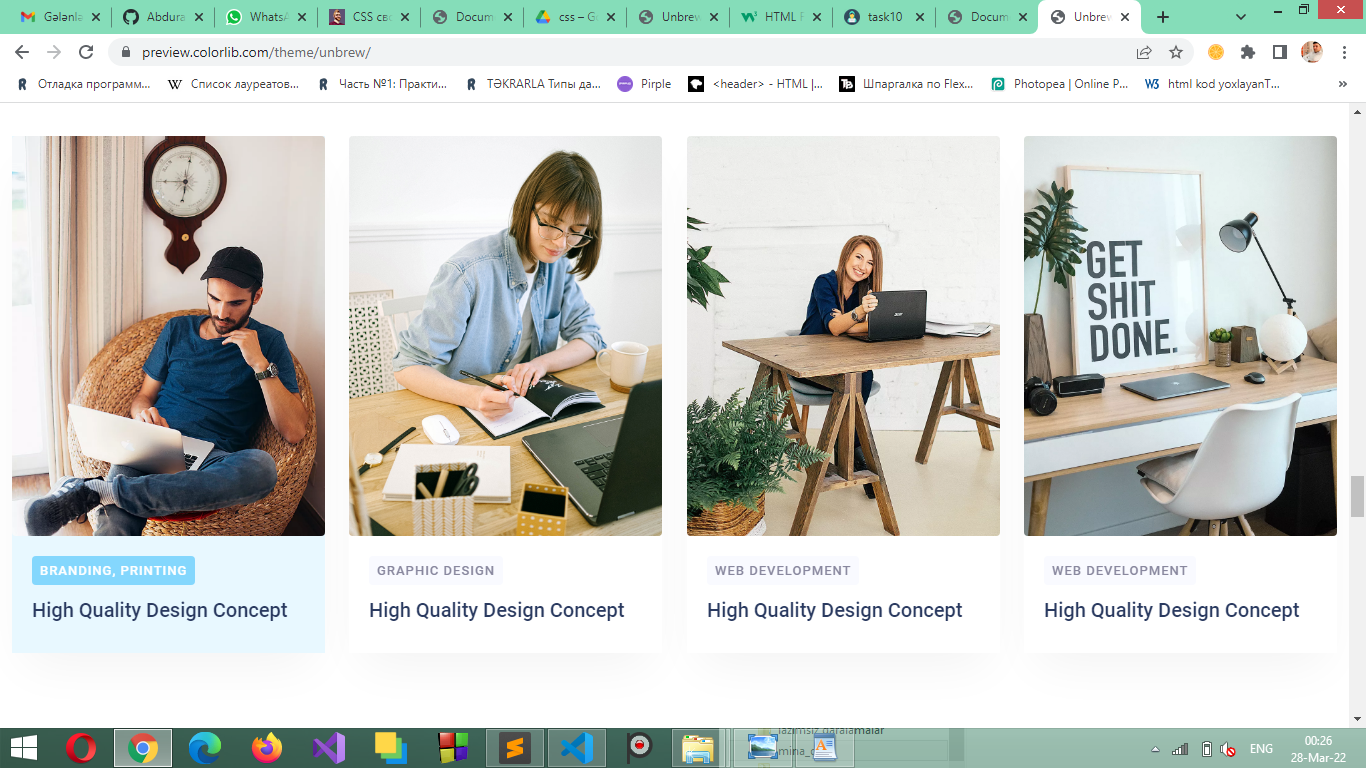 Gələnlə
Abdura
WhatsA
CSS сво
Docum
css – Go
Unbrew
HTML F
task10
Docum
Unbrew
preview.colorlib.com/theme/unbrew/
Отладка программ...
Список лауреатов...
Часть №1: Практи...
TƏKRARLA Типы да...
Pirple
<header> - HTML |...
Шпаргалка по Flex...
Photopea | Online P...
html kod yoxlayanT...
»
GET
SHIT
DONE.
acer
BRANDING, PRINTING
High Quality Design Concept
GRAPHIC DESIGN
High Quality Design Concept
WEB DEVELOPMENT
High Quality Design Concept
WEB DEVELOPMENT
High Quality Design Concept
ENG
00:26
28-Mar-22